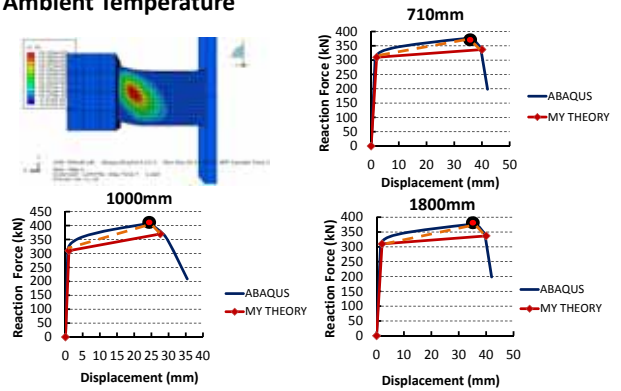 Ambient Temperature
710mm
Reaction Force (kN)
400
350
300
250
200
150
100
50
0
0 10 20 30 40 50
Displacement (mm)
ABAQUS
MY THEORY
1000mm
Reaction Force (kN)
450
400
350
300
250
200
150
100
50
0
0 5 10 15 20 25 30 35 40
Displacement (mm)
ABAQUS
MY THEORY
1800mm
Reaction Force (kN)
400
350
300
250
200
150
100
50
0
0 10 20 30 40 50
Displacement (mm)
ABAQUS
MY THEORY